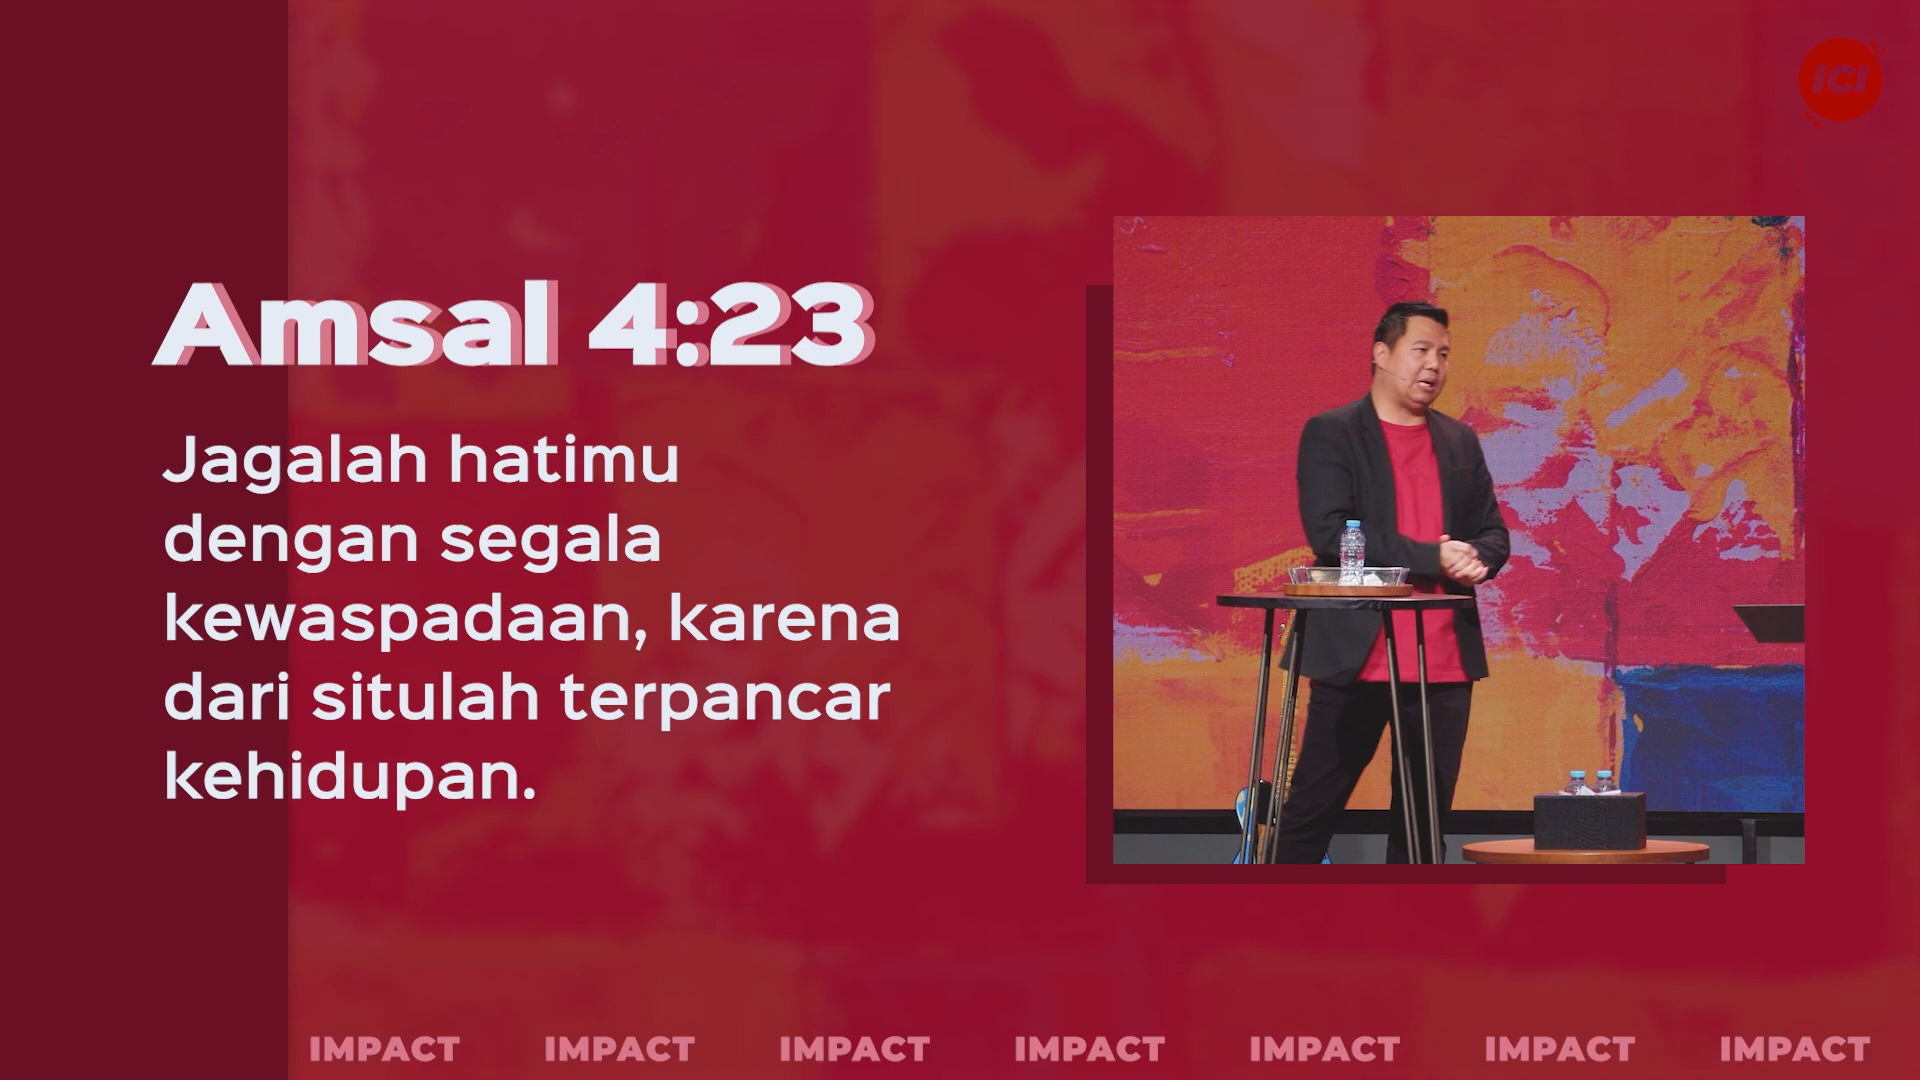 ICI
Amsal 4:23
Jagalah hatimu
dengan segala
kewaspadaan, karena
dari situlah terpancar
kehidupan.
IMPACT IMPACT IMPACT IMPACT IMPACT IMPACT IMPACT